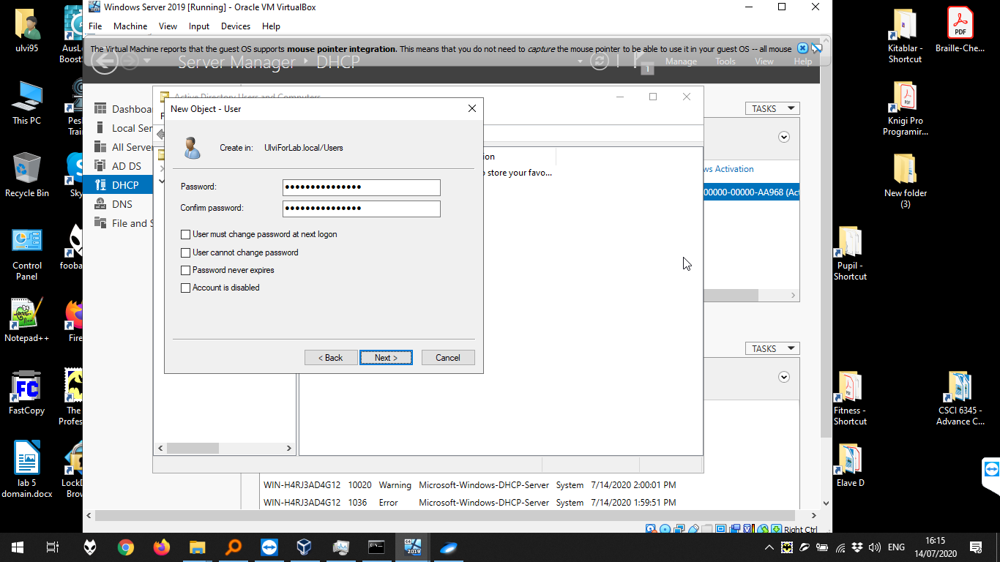 Windows Server 2019 [Running] - Oracle VM VirtualBox
File Machine View Input Devices Help
The Virtual Machine reports that the guest OS supports mouse pointer integration. This means that you do not need to capture the mouse pointer to be able to use it in your guest OS -- all mouse
Server Manager DHCP
1
Manage Tools View Help
Active Directory Users and Computers
Dashboa
Local Ser
All Server
AD DS
DHCP
DNS
File and S
TASKS
New Object - User
Create in: UlviForLab.local/Users
Password: •••••••••••••••
Confirm password: •••••••••••••••
User must change password at next logon
User cannot change password
Password never expires
Account is disabled
< Back Next > Cancel
ion
store your favo...
ws Activation
00000-00000-AA968 (Act
TASKS
WIN-H4RJ3AD4G12 10020 Warning Microsoft-Windows-DHCP-Server System 7/14/2020 2:00:01 PM
WIN-H4RJ3AD4G12 1036 Error Microsoft-Windows-DHCP-Server System 7/14/2020 1:59:51 PM
Right Ctrl
ulvi95
This PC
Recycle Bin
Control
Panel
Notepad++
FastCopy
lab 5
domain.docx
AusL
Boost
Pesl
Trai
Sky
fooba
Fire
The
Profes
LockD
Brow
Kitablar -
Shortcut
Braille-Che...
Knigi Pro
Programir...
New folder
(3)
Pupil -
Shortcut
Fitness -
Shortcut
CSCI 6345 -
Advance C...
Elave D
FC
PDF
2019
ENG
16:15
14/07/2020